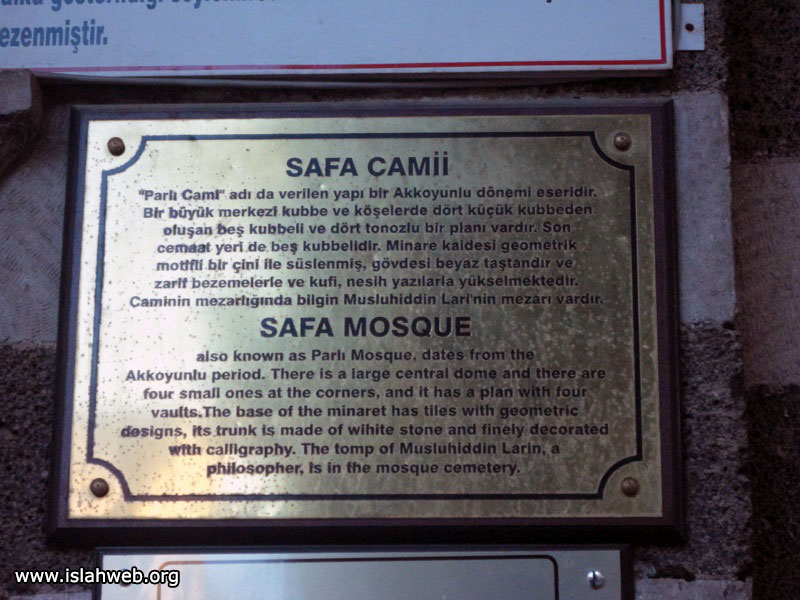 ezenmiştir.
SAFA CAMİİ
"Parlı Cami" adı da verilen yapı bir Akkoyunlu dönemi eseridir.
Bir büyük merkezi kubbe ve köşelerde dört küçük kubbeden
oluşan beş kubbeli ve dört tonozlu bir planı vardır. Son
cemaat yeri de beş kubbelidir. Minare kaidesi geometrik
motifli bir çini ile süslenmiş, gövdesi beyaz taştandır ve
zarif bezemelerle ve kufi, nesih yazılarla yükselmektedir.
Caminin mezarlığında bilgin Musluhiddin Lari'nin mezarı vardır.
SAFA MOSQUE
also known as Parlı Mosque, dates from the
Akkoyunlu period. There is a large central dome and there are
four small ones at the corners, and it has a plan with four
vaults.The base of the minaret has tiles with geometric
designs, its trunk is made of wihite stone and finely decorated
with calligraphy. The tomp of Musluhiddin Larin, a
philosopher, is in the mosque cemetery.
www.islahweb.org